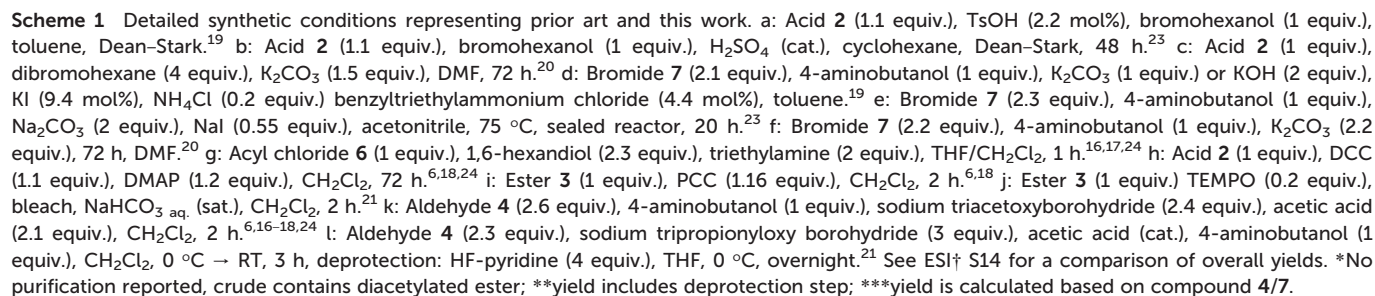 Scheme 1 Detailed synthetic conditions representing prior art and this work. a: Acid 2 (1.1 equiv.), TsOH (2.2 mol%), bromohexanol (1 equiv.),
toluene, Dean–Stark.19 b: Acid 2 (1.1 equiv.), bromohexanol (1 equiv.), H2SO4 (cat.), cyclohexane, Dean–Stark, 48 h.23 c: Acid 2 (1 equiv.),
dibromohexane (4 equiv.), K2CO3 (1.5 equiv.), DMF, 72 h.20 d: Bromide 7 (2.1 equiv.), 4-aminobutanol (1 equiv.), K2CO3 (1 equiv.) or KOH (2 equiv.),
KI (9.4 mol%), NH4Cl (0.2 equiv.) benzyltriethylammonium chloride (4.4 mol%), toluene.19 e: Bromide 7 (2.3 equiv.), 4-aminobutanol (1 equiv.),
Na2CO3 (2 equiv.), NaI (0.55 equiv.), acetonitrile, 75 °C, sealed reactor, 20 h.23 f: Bromide 7 (2.2 equiv.), 4-aminobutanol (1 equiv.), K2CO3 (2.2
equiv.), 72 h, DMF.20 g: Acyl chloride 6 (1 equiv.), 1,6-hexandiol (2.3 equiv.), triethylamine (2 equiv.), THF/CH2Cl2, 1 h.16,17,24 h: Acid 2 (1 equiv.), DCC
(1.1 equiv.), DMAP (1.2 equiv.), CH2Cl2, 72 h.6,18,24 i: Ester 3 (1 equiv.), PCC (1.16 equiv.), CH2Cl2, 2 h.6,18 j: Ester 3 (1 equiv.) TEMPO (0.2 equiv.),
bleach, NaHCO3 aq. (sat.), CH2Cl2, 2 h.21 k: Aldehyde 4 (2.6 equiv.), 4-aminobutanol (1 equiv.), sodium triacetoxyborohydride (2.4 equiv.), acetic acid
(2.1 equiv.), CH2Cl2, 2 h.6,16–18,24 l: Aldehyde 4 (2.3 equiv.), sodium tripropionyloxy borohydride (3 equiv.), acetic acid (cat.), 4-aminobutanol (1
equiv.), CH2Cl2, 0 °C → RT, 3 h, deprotection: HF-pyridine (4 equiv.), THF, 0 °C, overnight.21 See ESI† S14 for a comparison of overall yields. *No
purification reported, crude contains diacetylated ester; **yield includes deprotection step; ***yield is calculated based on compound 4/7.